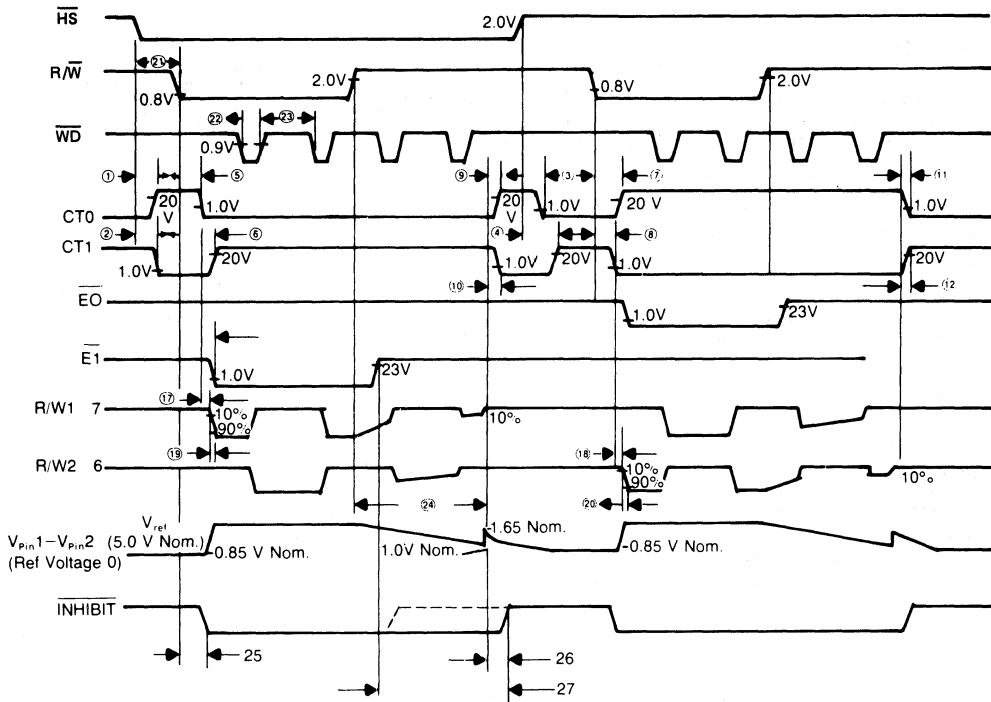 HS
2.0V
㉑
R/W
0.8V
2.0V
0.8V
2.0V
㉒ ㉓
WD
0.9V
① ⑤ ⑨ ⑬ ⑦ ⑪
CT0
20 V
1.0V
20 V
1.0V
20 V
1.0V
② ⑥ ④ ⑧
CT1
1.0V
20V
1.0V
20V
1.0V
20V
⑩ ⑫
EO
1.0V
23V
E1
1.0V
23V
⑰
R/W1 7
10%
90%
10%
⑲
⑱
R/W2 6
10%
90%
10%
㉔ ⑳
Vref
(5.0 V Nom.)
VPin1−VPin2
(Ref Voltage 0)
-0.85 V Nom.
1.0V Nom.
-1.65 Nom.
-0.85 V Nom.
INHIBIT
25
26
27